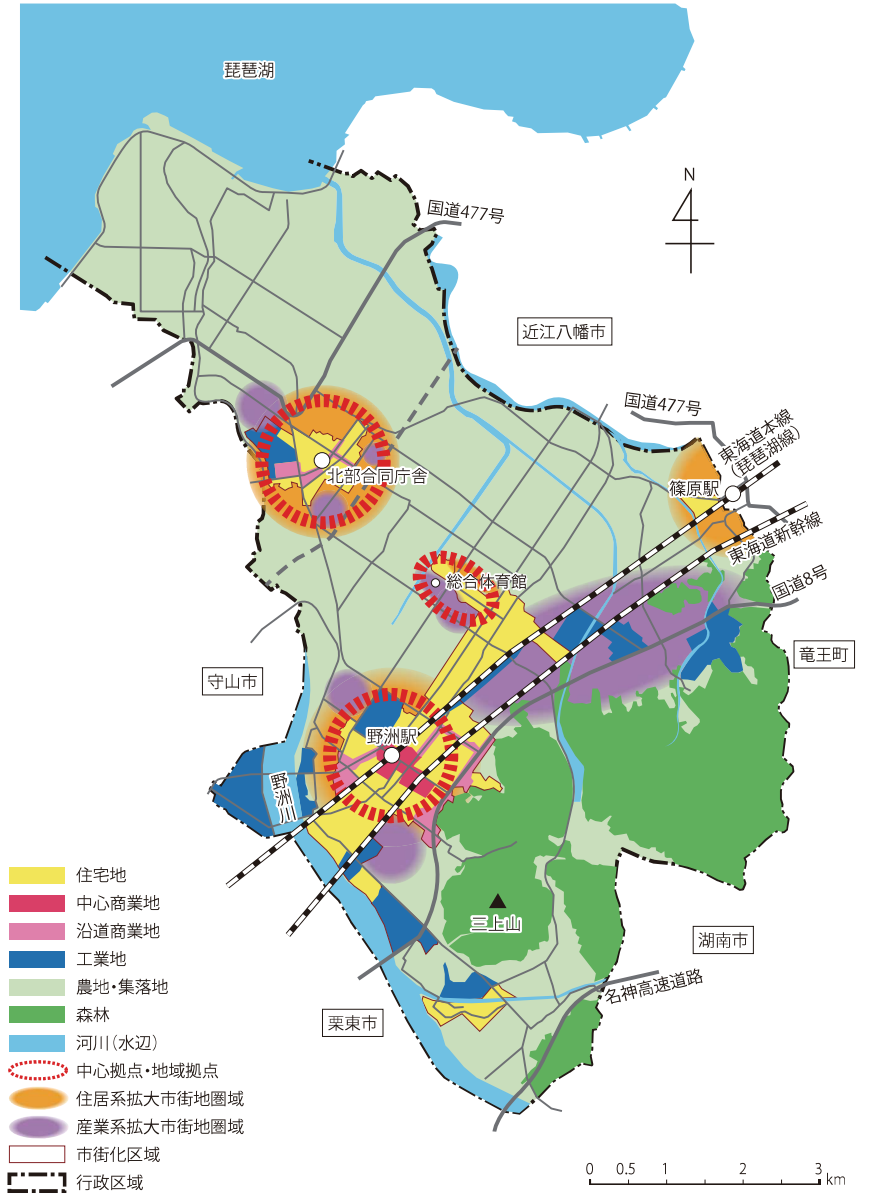 琵琶湖
N
国道477号
近江八幡市
国道477号
東海道本線
(琵琶湖線)
北部合同庁舎
篠原駅
東海道新幹線
総合体育館
国道8号
竜王町
守山市
野洲駅
野洲川
三上山
湖南市
名神高速道路
栗東市
住宅地
中心商業地
沿道商業地
工業地
農地・集落地
森林
河川(水辺)
中心拠点・地域拠点
住居系拡大市街地圏域
産業系拡大市街地圏域
市街化区域
行政区域
0 0.5 1 2 3 km